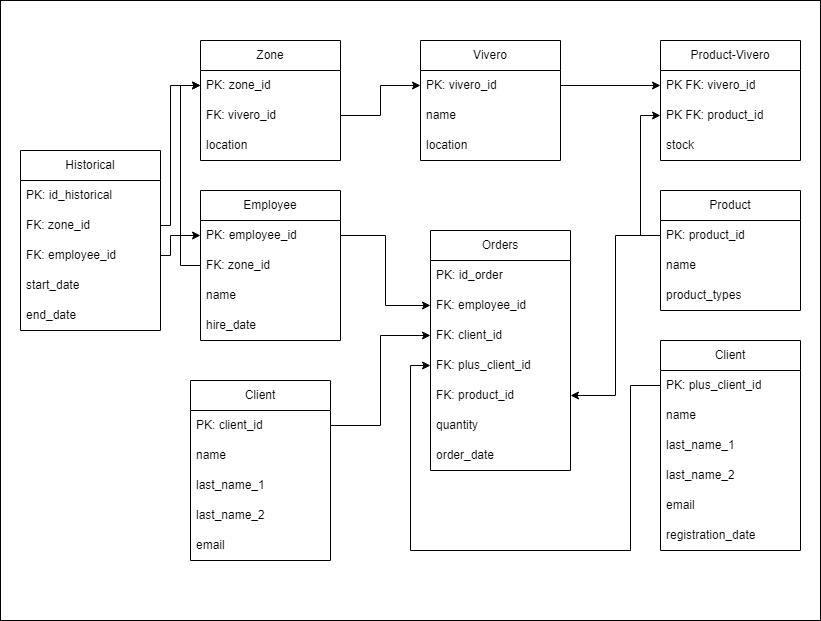 Zone
PK: zone_id
FK: vivero_id
location
Vivero
PK: vivero_id
name
location
Product-Vivero
PK FK: vivero_id
PK FK: product_id
stock
Historical
PK: id_historical
FK: zone_id
FK: employee_id
start_date
end_date
Employee
PK: employee_id
FK: zone_id
name
hire_date
Orders
PK: id_order
FK: employee_id
FK: client_id
FK: plus_client_id
FK: product_id
quantity
order_date
Product
PK: product_id
name
product_types
Client
PK: client_id
name
last_name_1
last_name_2
email
Client
PK: plus_client_id
name
last_name_1
last_name_2
email
registration_date